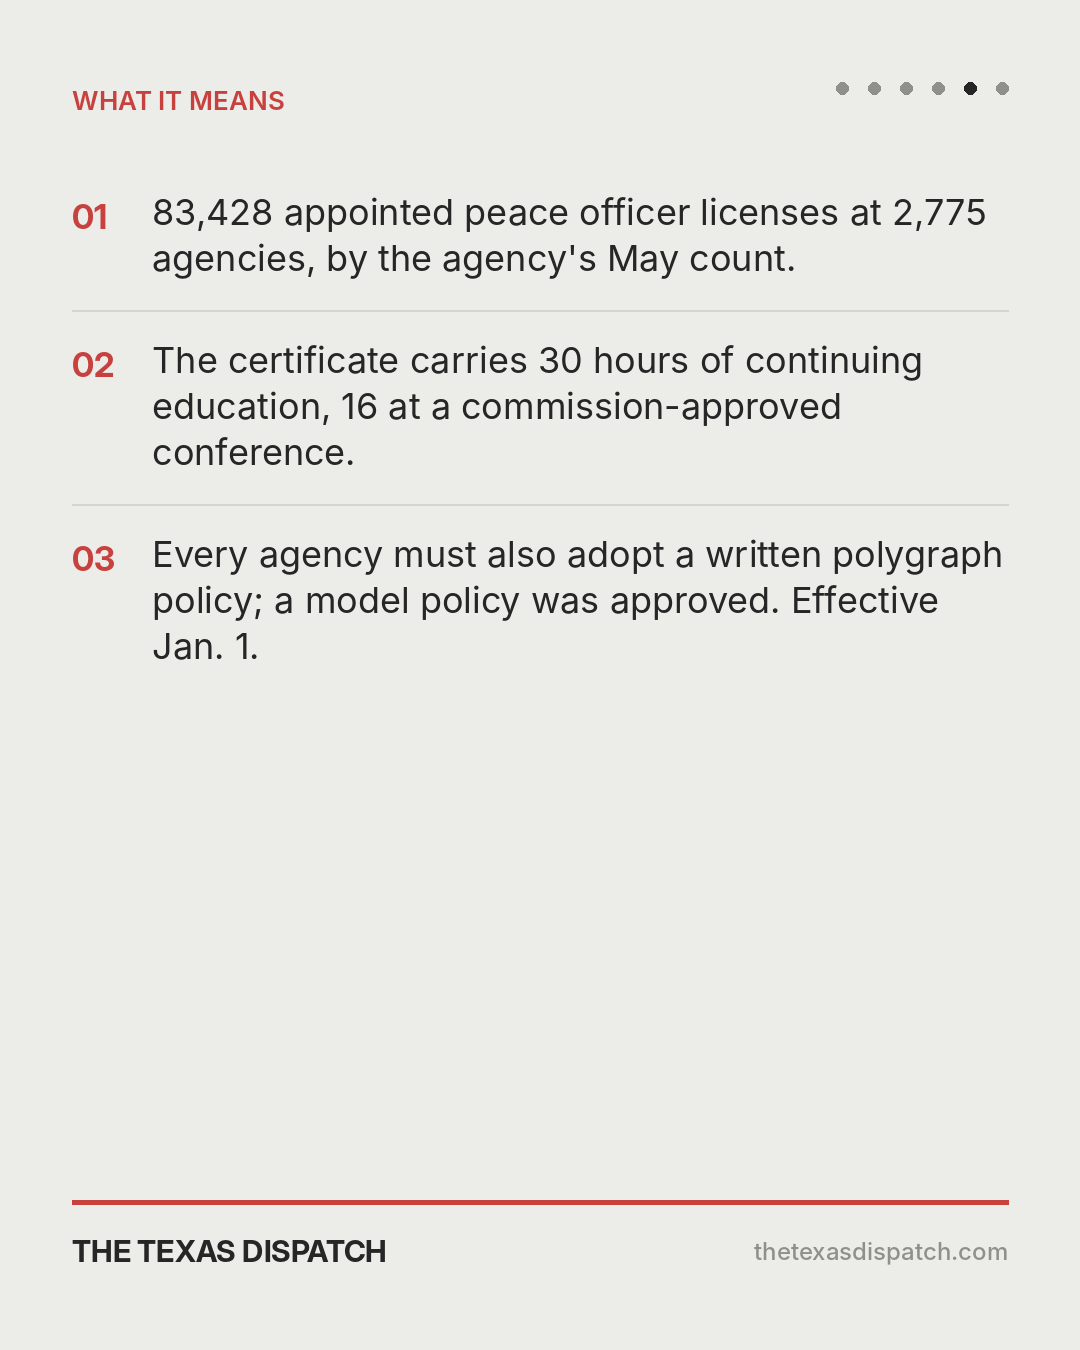 WHAT IT MEANS
01 83,428 appointed peace officer licenses at 2,775
agencies, by the agency's May count.
02 The certificate carries 30 hours of continuing
education, 16 at a commission-approved
conference.
03 Every agency must also adopt a written polygraph
policy; a model policy was approved. Effective
Jan. 1.
THE TEXAS DISPATCH
thetexasdispatch.com